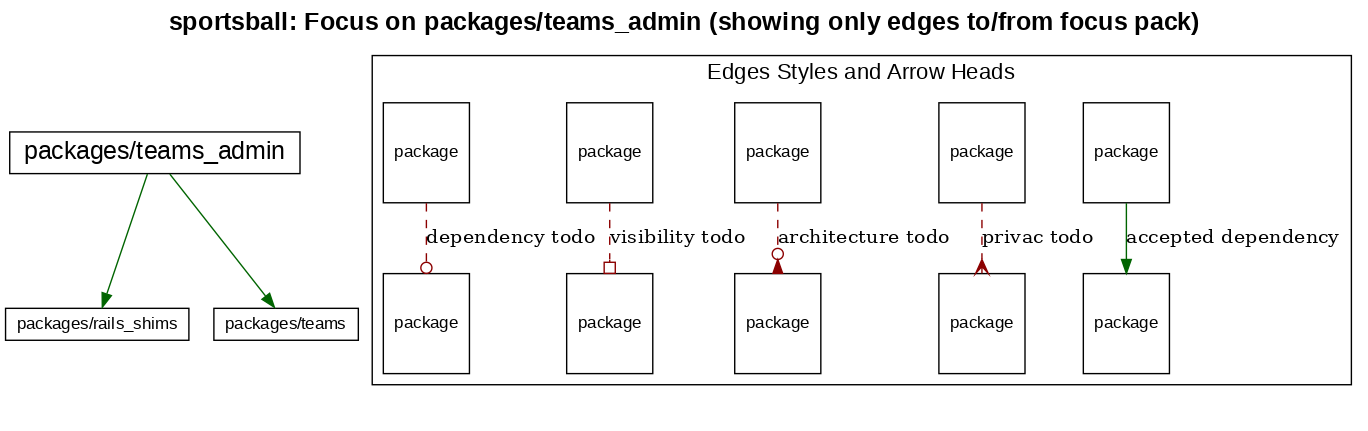 sportsball: Focus on packages/teams_admin (showing only edges to/from focus pack)
packages/teams_admin
packages/rails_shims
packages/teams
Edges Styles and Arrow Heads
package
package
package
package
package
dependency todo
visibility todo
architecture todo
privac todo
accepted dependency
package
package
package
package
package